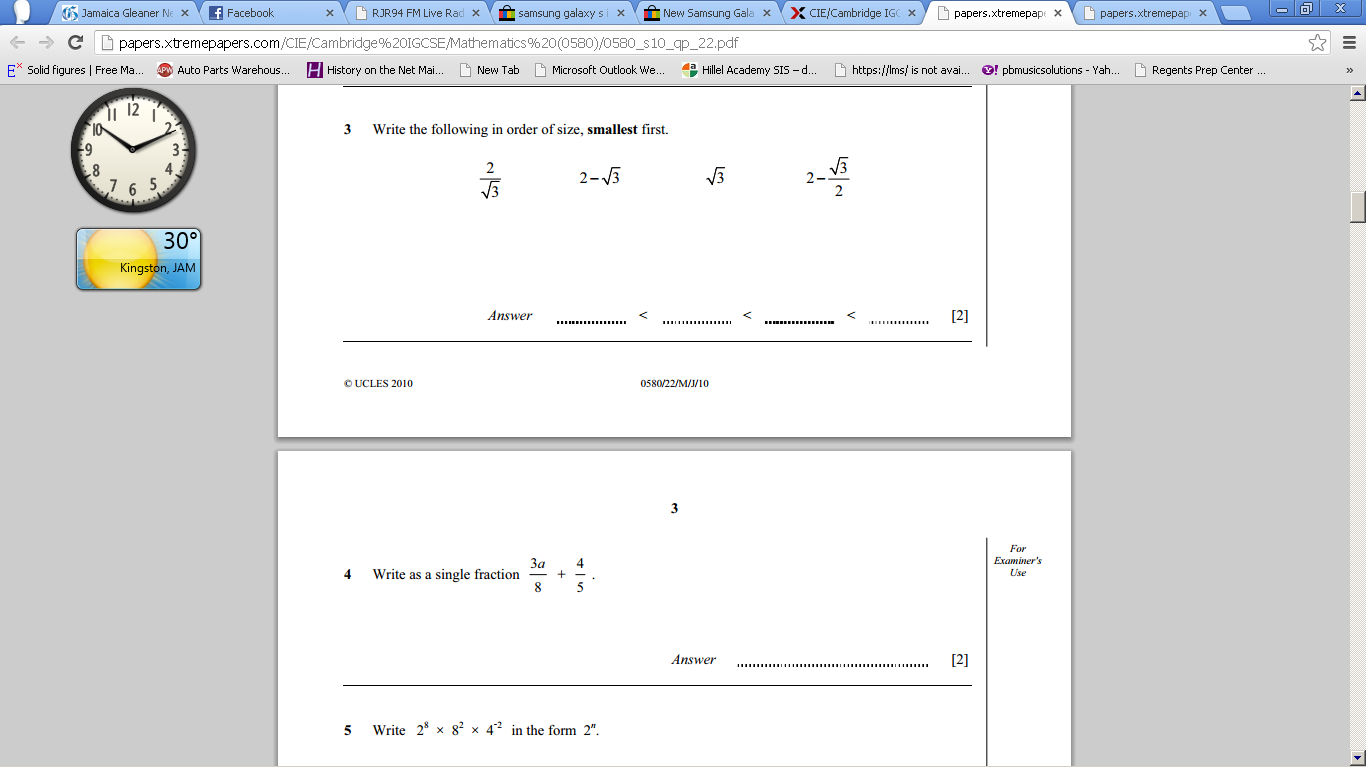 Jamaica Gleaner Ne
Facebook
RJR94 FM Live Rad
samsung galaxy s i
New Samsung Gala
CIE/Cambridge IGC
papers.xtremepape
papers.xtremepap
papers.xtremepapers.com/CIE/Cambridge%20IGCSE/Mathematics%20(0580)/0580_s10_qp_22.pdf
Solid figures | Free Ma...
Auto Parts Warehous...
History on the Net Mai...
New Tab
Microsoft Outlook We...
Hillel Academy SIS – d...
https://lms/ is not avai...
pbmusicsolutions - Yah...
Regents Prep Center ...
»
12
1
2
3
4
5
6
7
8
9
10
11
30°
Kingston, JAM
3 Write the following in order of size, smallest first.
2/√3 2−√3 √3 2−√3/2
Answer .................. < .................. < .................. < .................. [2]
© UCLES 2010 0580/22/M/J/10
3
For
Examiner's
Use
4 Write as a single fraction 3a/8 + 4/5 .
Answer ................................................ [2]
5 Write 2⁸ × 8² × 4⁻² in the form 2ⁿ.